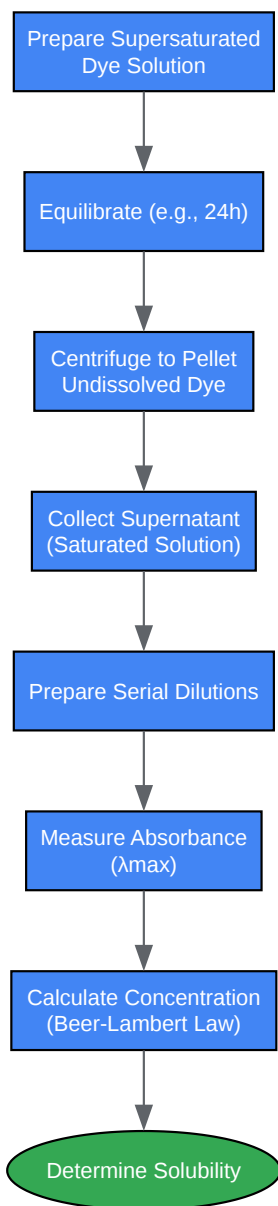 Prepare Supersaturated
Dye Solution
Equilibrate (e.g., 24h)
Centrifuge to Pellet
Undissolved Dye
Collect Supernatant
(Saturated Solution)
Prepare Serial Dilutions
Measure Absorbance
(λmax)
Calculate Concentration
(Beer-Lambert Law)
Determine Solubility